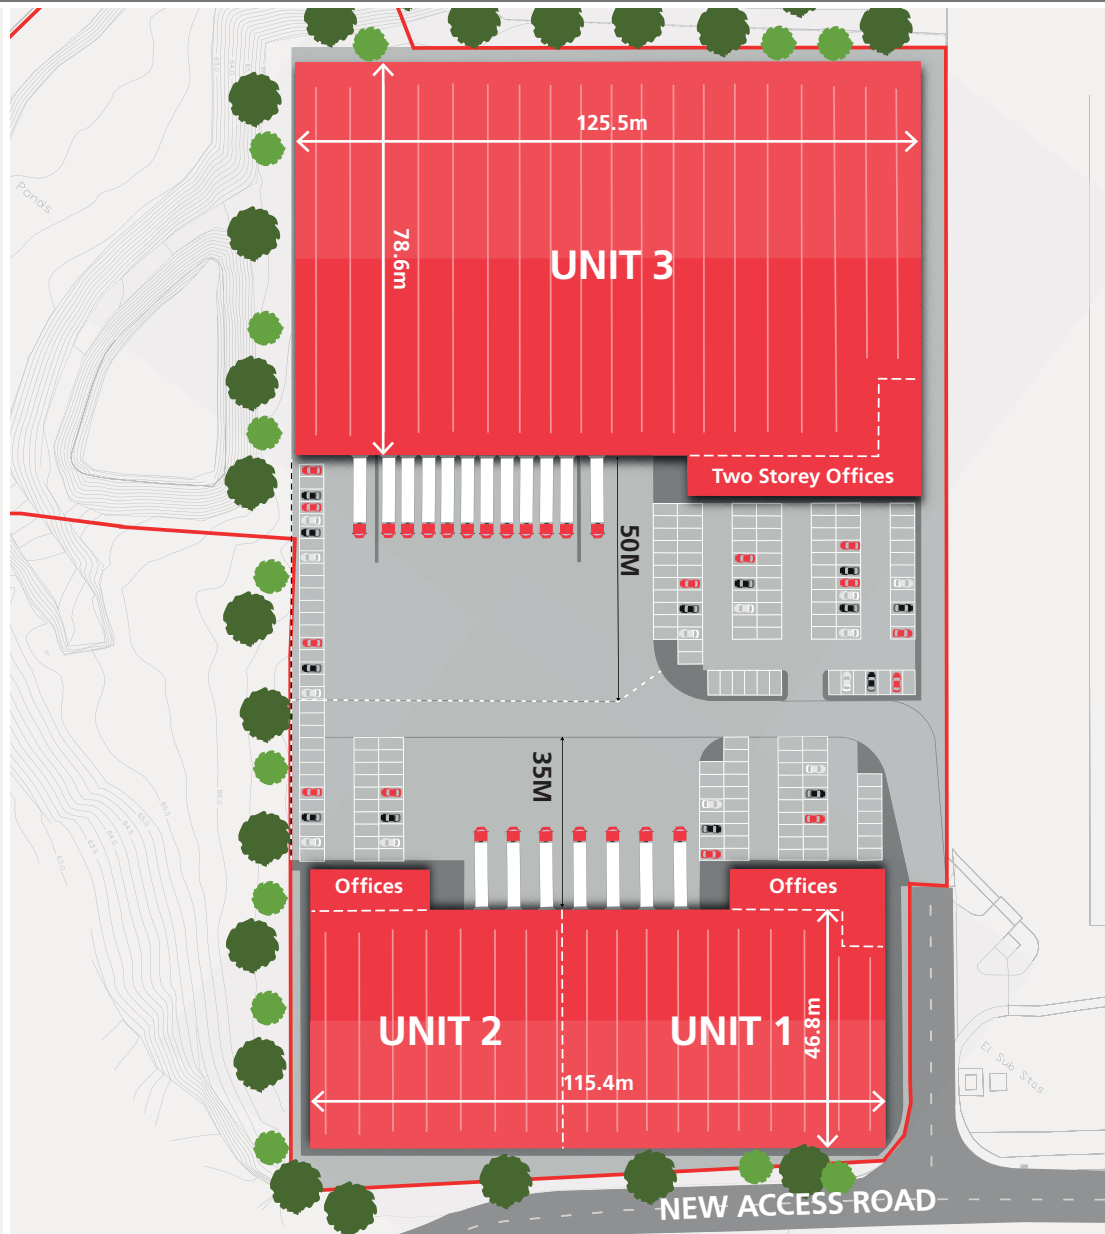 125.5m
78.6m
UNIT 3
Ponds
Two Storey Offices
50M
35M
Offices
Offices
UNIT 2
UNIT 1
46.8m
115.4m
El Sub Stas
NEW ACCESS ROAD